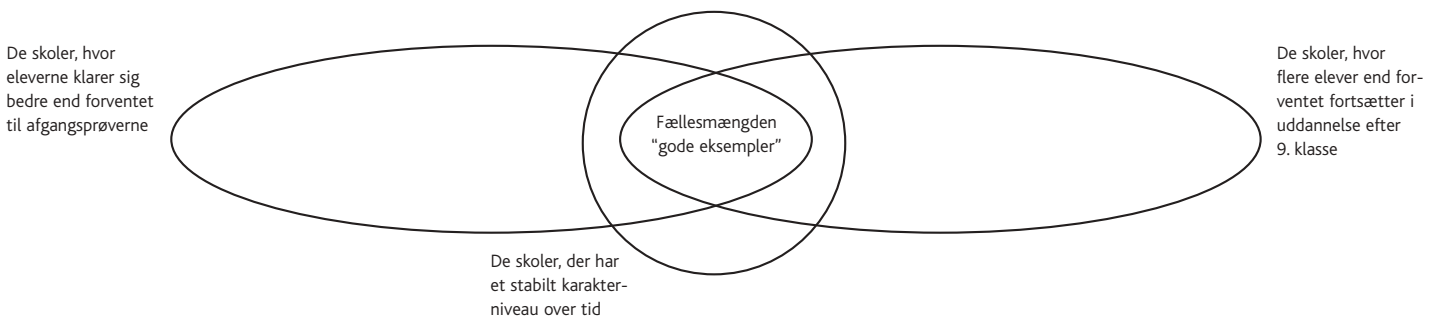 De skoler, hvor
eleverne klarer sig
bedre end forventet
til afgangsprøverne
Fællesmængden
“gode eksempler”
De skoler, hvor
flere elever end for-
ventet fortsætter i
uddannelse efter
9. klasse
De skoler, der har
et stabilt karakter-
niveau over tid